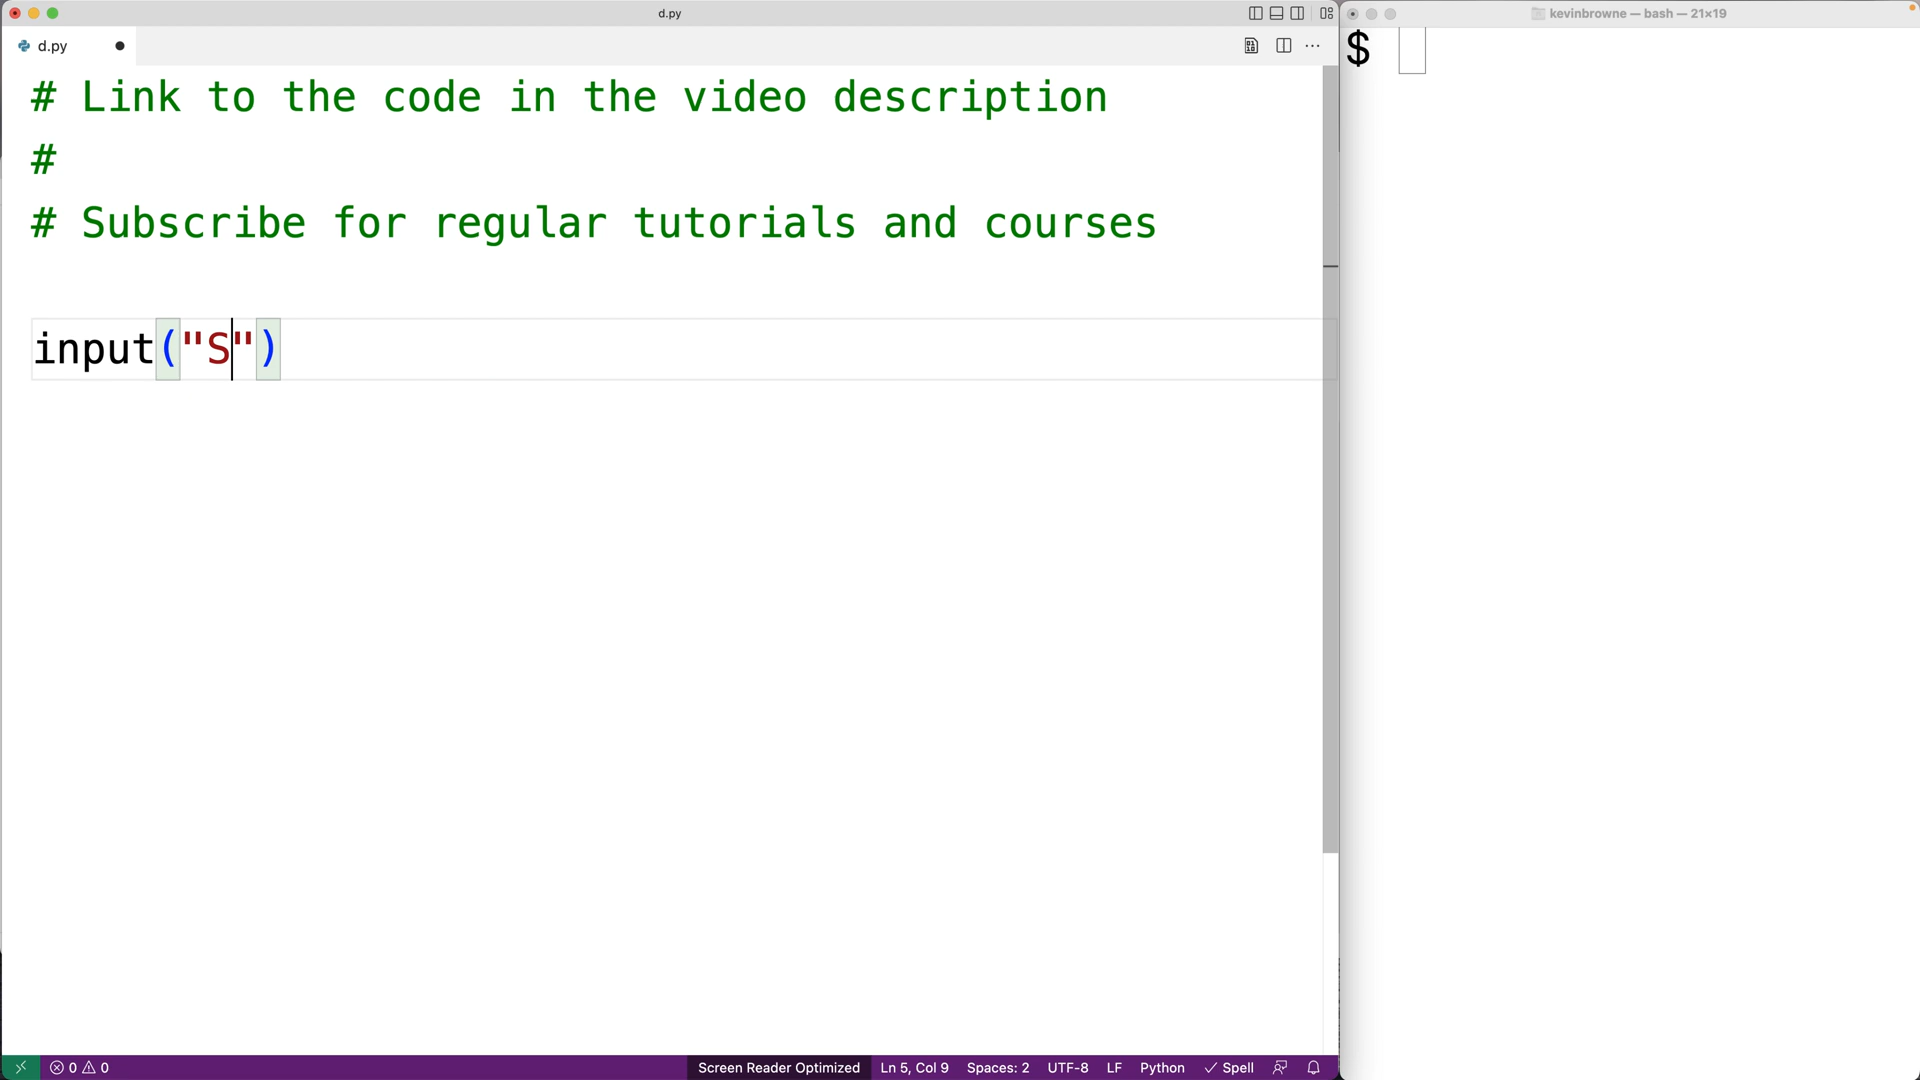 d.py
kevinbrowne — bash — 21×19
d.py
$
# Link to the code in the video description
#
# Subscribe for regular tutorials and courses
input("S")
0 0
Screen Reader Optimized
Ln 5, Col 9
Spaces: 2
UTF-8
LF
Python
Spell